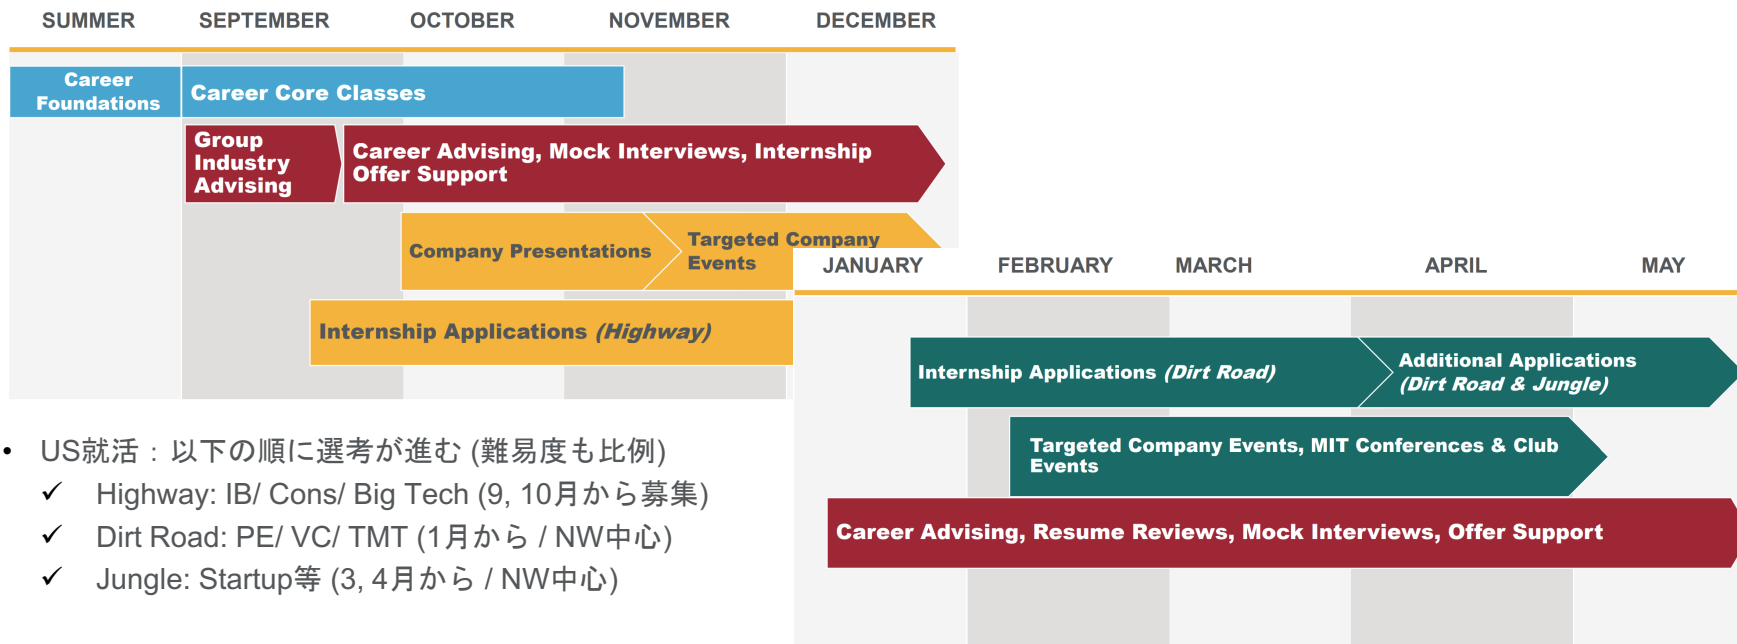 SUMMER SEPTEMBER OCTOBER NOVEMBER DECEMBER
Career
Foundations
Career Core Classes
Group
Industry
Advising
Career Advising, Mock Interviews, Internship
Offer Support
Company Presentations
Targeted Company
Events
Internship Applications (Highway)
JANUARY FEBRUARY MARCH APRIL MAY
Internship Applications (Dirt Road)
Additional Applications
(Dirt Road & Jungle)
Targeted Company Events, MIT Conferences & Club
Events
Career Advising, Resume Reviews, Mock Interviews, Offer Support
• US就活：以下の順に選考が進む (難易度も比例)
✓ Highway: IB/ Cons/ Big Tech (9, 10月から募集)
✓ Dirt Road: PE/ VC/ TMT (1月から / NW中心)
✓ Jungle: Startup等 (3, 4月から / NW中心)